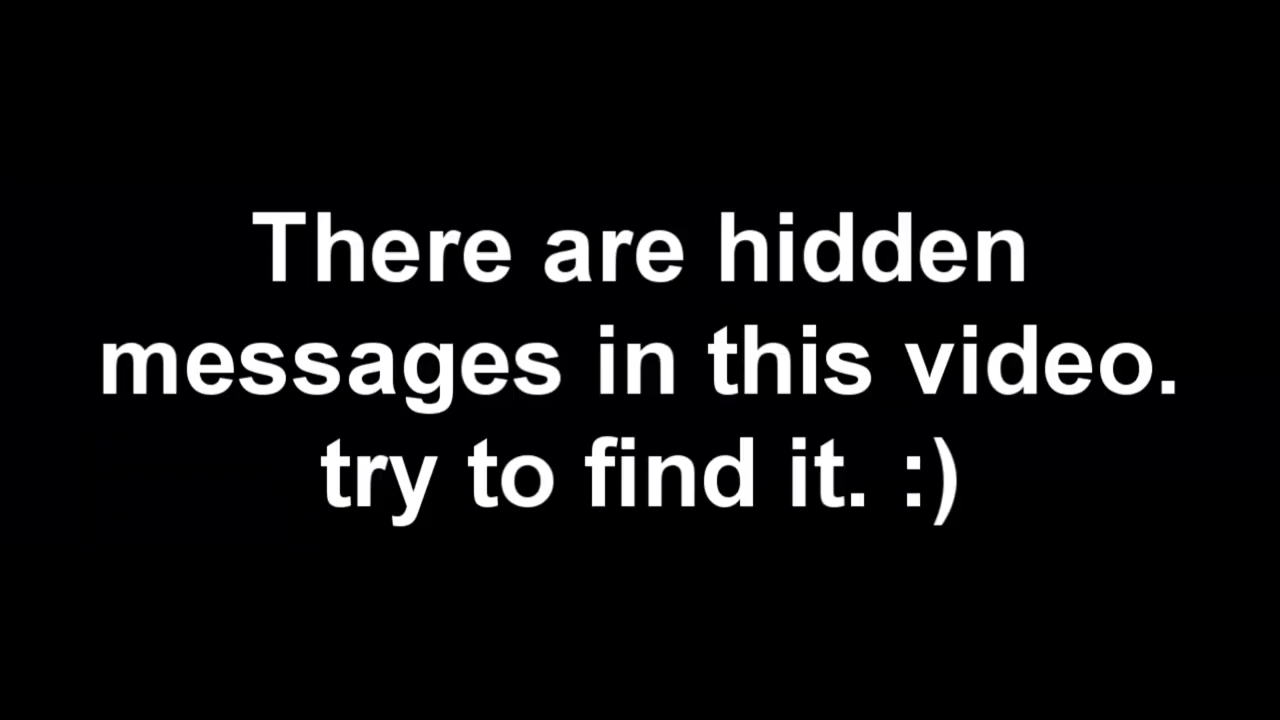 There are hidden
messages in this video.
try to find it. :)